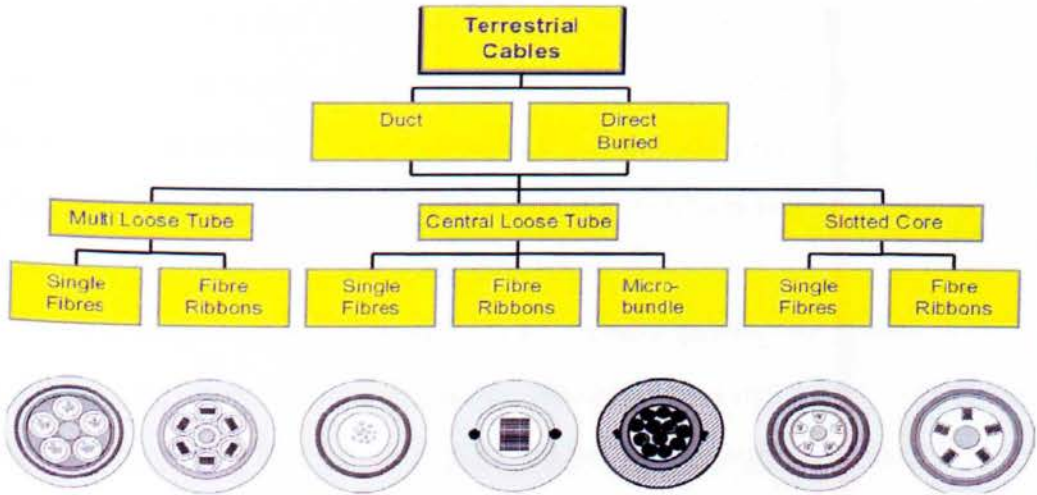 Terrestrial
Cables
Duct
Direct
Buried
Multi Loose Tube
Central Loose Tube
Slotted Core
Single
Fibres
Fibre
Ribbons
Single
Fibres
Fibre
Ribbons
Micro-
bundle
Single
Fibres
Fibre
Ribbons